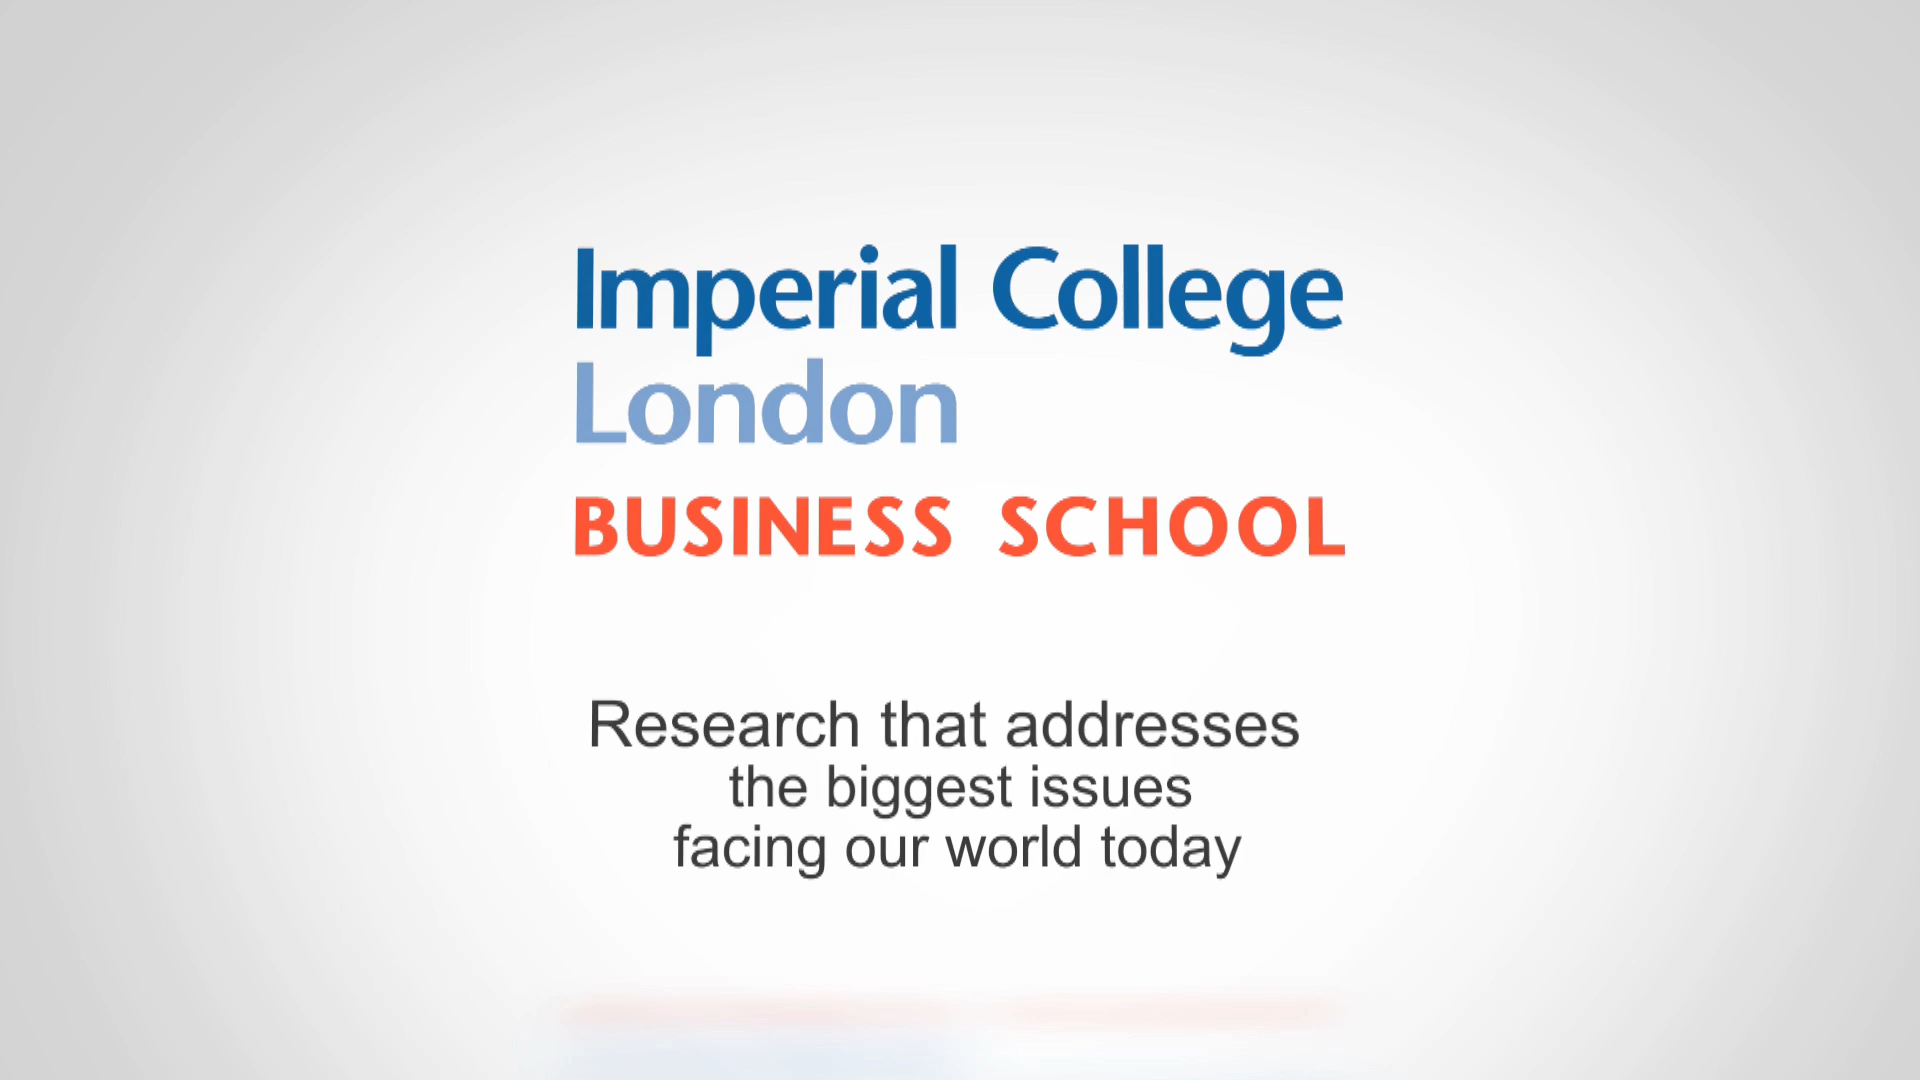 Imperial College
London
BUSINESS SCHOOL
Research that addresses
the biggest issues
facing our world today